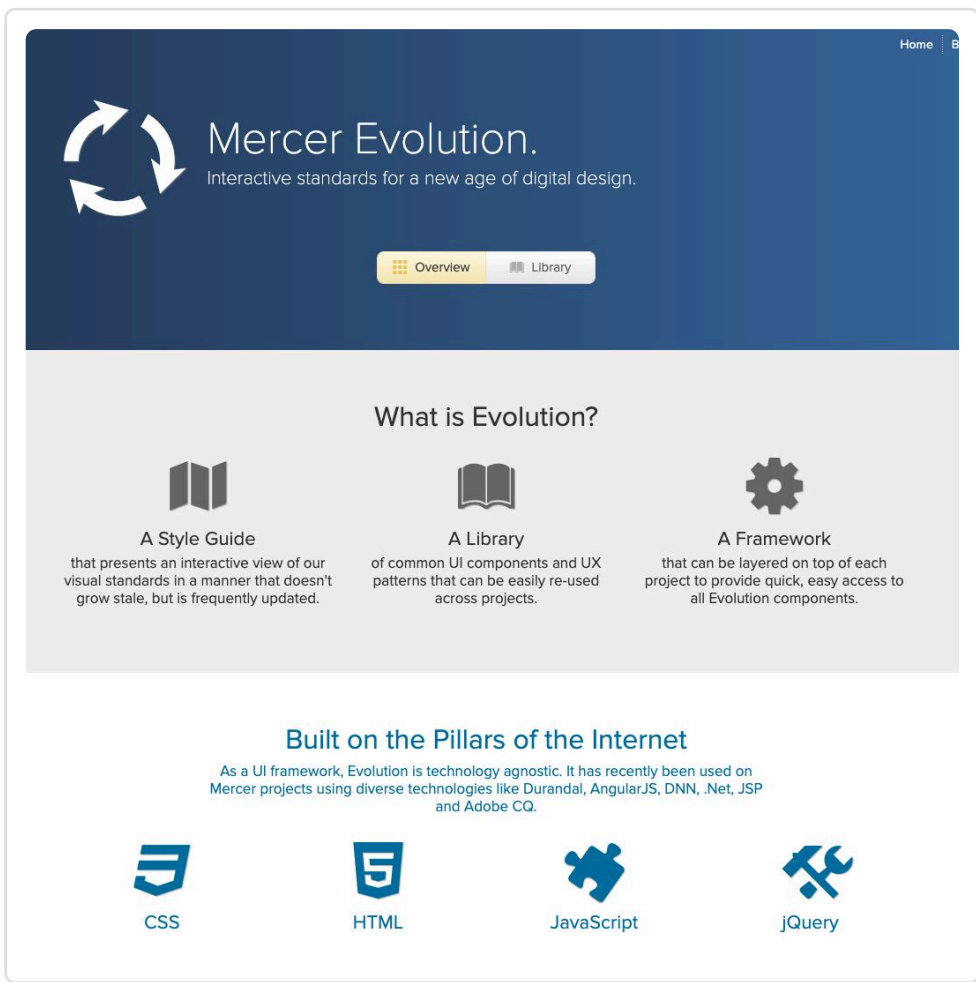 Home
Mercer Evolution.
Interactive standards for a new age of digital design.
Overview
Library
What is Evolution?
A Style Guide
that presents an interactive view of our
visual standards in a manner that doesn't
grow stale, but is frequently updated.
A Library
of common UI components and UX
patterns that can be easily re-used
across projects.
A Framework
that can be layered on top of each
project to provide quick, easy access to
all Evolution components.
Built on the Pillars of the Internet
As a UI framework, Evolution is technology agnostic. It has recently been used on
Mercer projects using diverse technologies like Durandal, AngularJS, DNN, .Net, JSP
and Adobe CQ.
CSS
HTML
JavaScript
jQuery